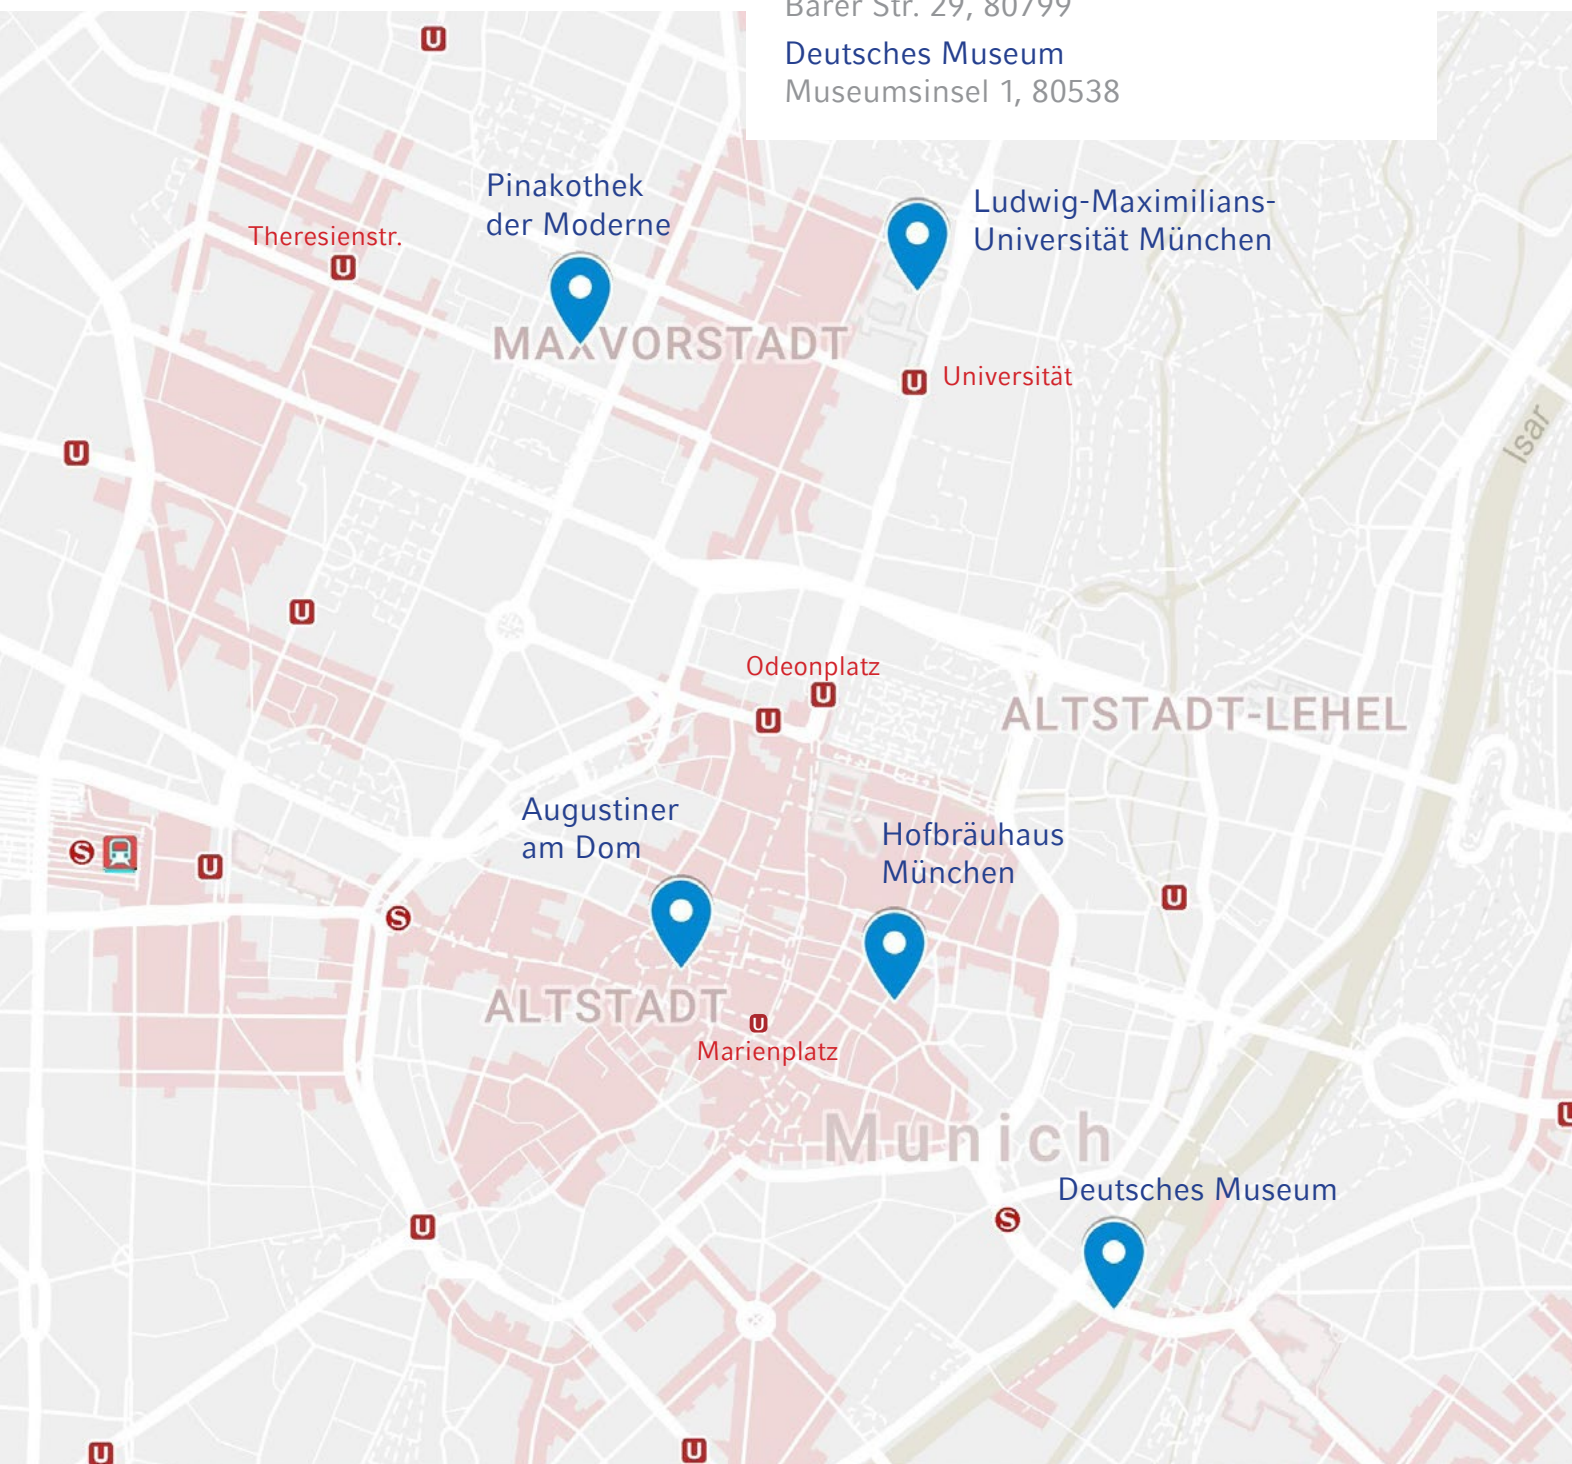 Barer Str. 29, 80799
Deutsches Museum
Museumsinsel 1, 80538
U
Pinakothek
der Moderne
Ludwig-Maximilians-
Universität München
Theresienstr.
U
MAXVORSTADT
U
Universität
Isar
U
U
Odeonplatz
U
U
ALTSTADT-LEHEL
Augustiner
am Dom
Hofbräuhaus
München
S
U
U
S
ALTSTADT
U
Marienplatz
U
Munich
Deutsches Museum
S
U
U
U